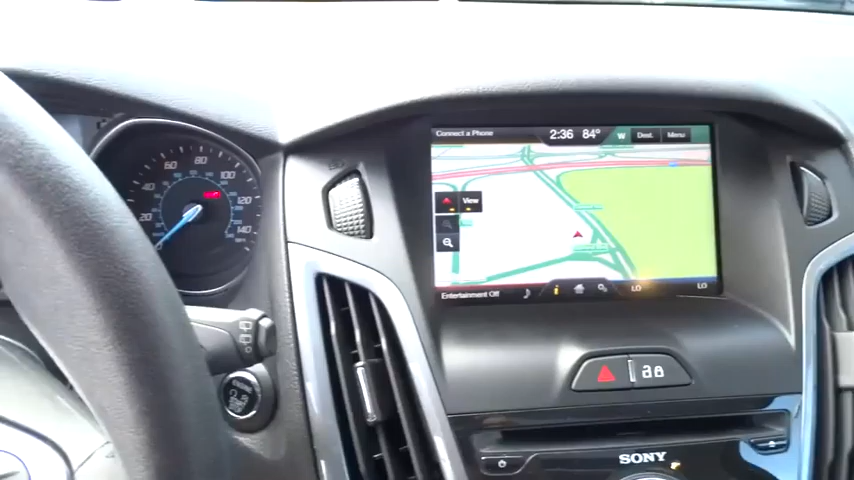 Connect a Phone 2:36 84° W Dest. Menu
View
Entertainment Off i LO LO
20 40 60 80 100 120 140
ENGINE
SONY